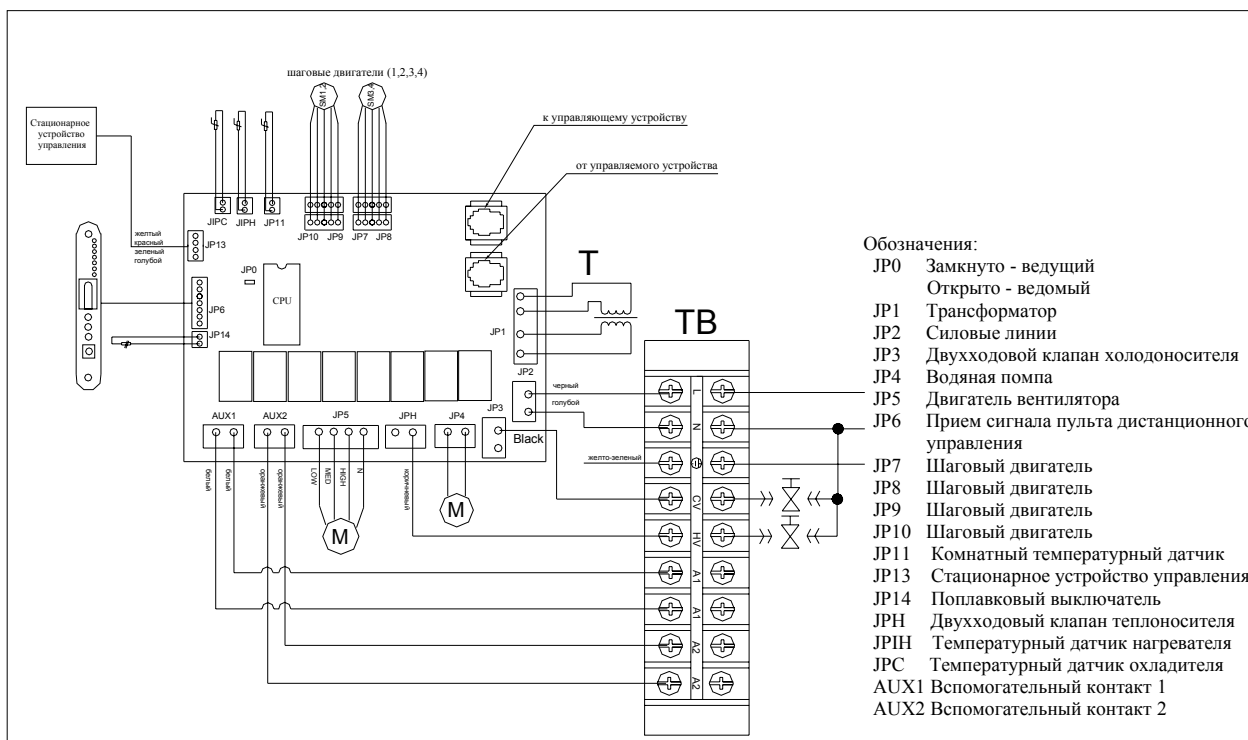 шаговые двигатели (1,2,3,4)
SM1,2
SM3,4
Стационарное
устройство
управления
к управляющему устройству
от управляемого устройства
JIPC
JIPH
JP11
JP10
JP9
JP7
JP8
желтый
красный
зеленый
голубой
JP13
JP0
CPU
JP6
JP14
T
JP1
JP2
TB
черный
голубой
Black
желто-зеленый
AUX1
AUX2
JP5
JPH
JP4
JP3
белый
белый
оранжевый
оранжевый
LOW
MED
HIGH
N
коричневый
M
M
L
N
CV
HV
A1
A1
A2
A2
Обозначения:
JP0 Замкнуто - ведущий
Открыто - ведомый
JP1 Трансформатор
JP2 Силовые линии
JP3 Двухходовой клапан холодоносителя
JP4 Водяная помпа
JP5 Двигатель вентилятора
JP6 Прием сигнала пульта дистанционного
управления
JP7 Шаговый двигатель
JP8 Шаговый двигатель
JP9 Шаговый двигатель
JP10 Шаговый двигатель
JP11 Комнатный температурный датчик
JP13 Стационарное устройство управления
JP14 Поплавковый выключатель
JPH Двухходовой клапан теплоносителя
JPIH Температурный датчик нагревателя
JPC Температурный датчик охладителя
AUX1 Вспомогательный контакт 1
AUX2 Вспомогательный контакт 2